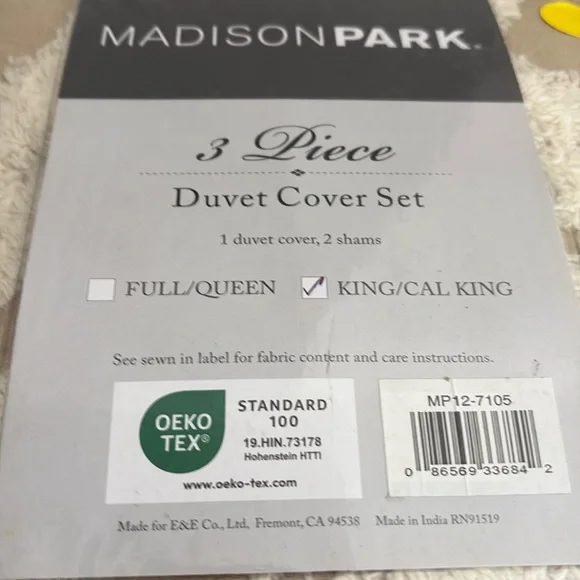 MADISON PARK.
3 Piece
Duvet Cover Set
1 duvet cover, 2 shams
FULL/QUEEN KING/CAL KING
See sewn in label for fabric content and care instructions.
OEKO
TEX®
STANDARD
100
19.HIN.73178
Hohenstein HTTI
www.oeko-tex.com
MP12-7105
0 86569 33684 2
Made for E&E Co., Ltd, Fremont, CA 94538 Made in India RN91519